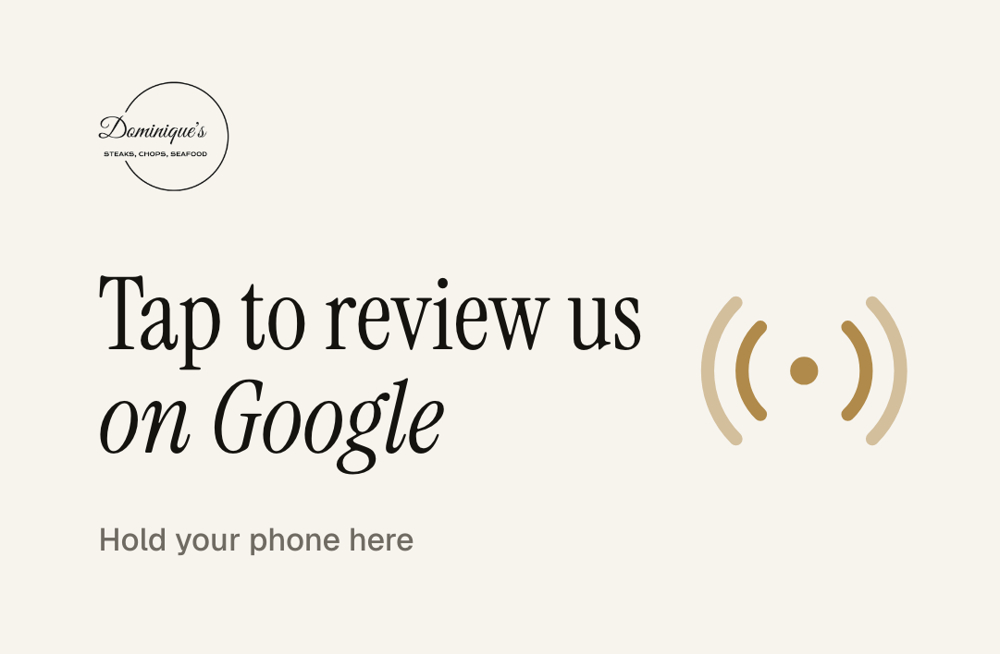 Dominique's
STEAKS, CHOPS, SEAFOOD
Tap to review us
on Google
Hold your phone here